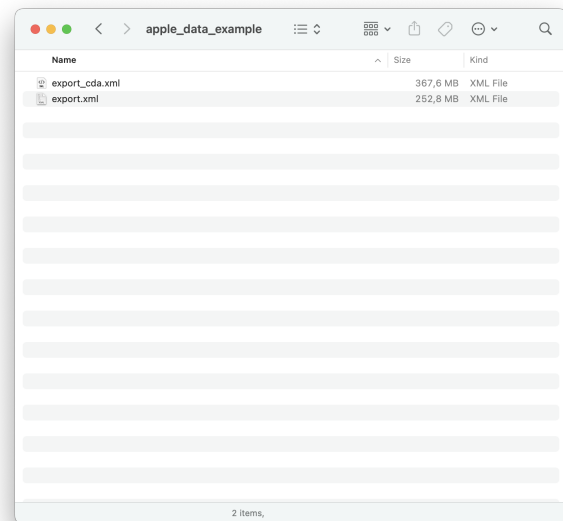 apple_data_example
Name Size Kind
export_cda.xml 367,6 MB XML File
export.xml 252,8 MB XML File
2 items,